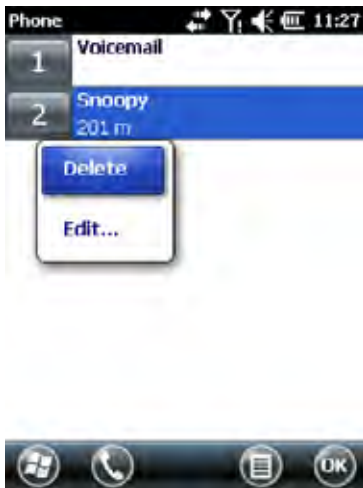 Phone 11:27
1 Voicemail
2 Snoopy
201 m
Delete
Edit...
OK